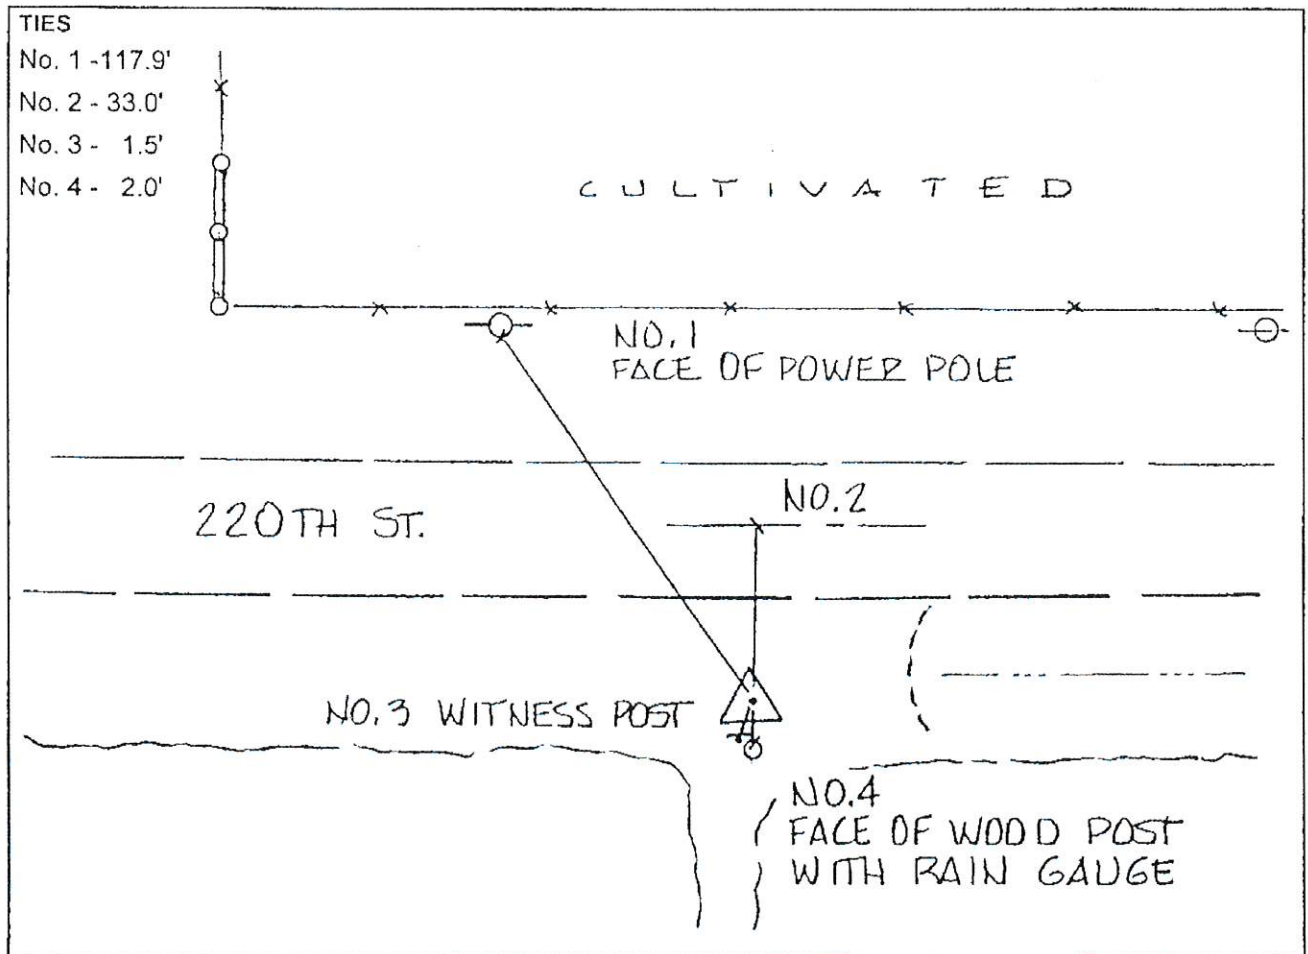 TIES
No. 1 -117.9'
No. 2 - 33.0'
No. 3 - 1.5'
No. 4 - 2.0'
CULTIVATED
NO.1
FACE OF POWER POLE
NO.2
220TH ST.
NO.3 WITNESS POST
NO.4
FACE OF WOOD POST
WITH RAIN GAUGE